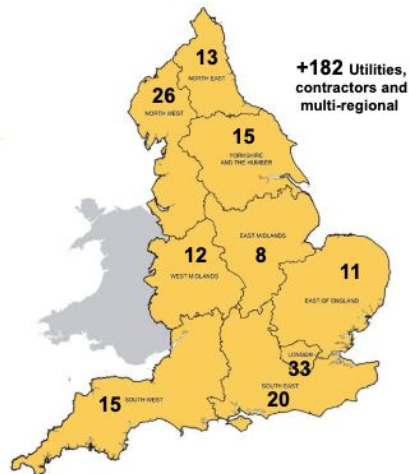 13
NORTH EAST
+182 Utilities,
contractors and
multi-regional
26
NORTH WEST
15
YORKSHIRE
AND THE HUMBER
EAST MIDLANDS
8
12
WEST MIDLANDS
11
EAST OF ENGLAND
LONDON
33
SOUTH EAST
20
15 SOUTH WEST